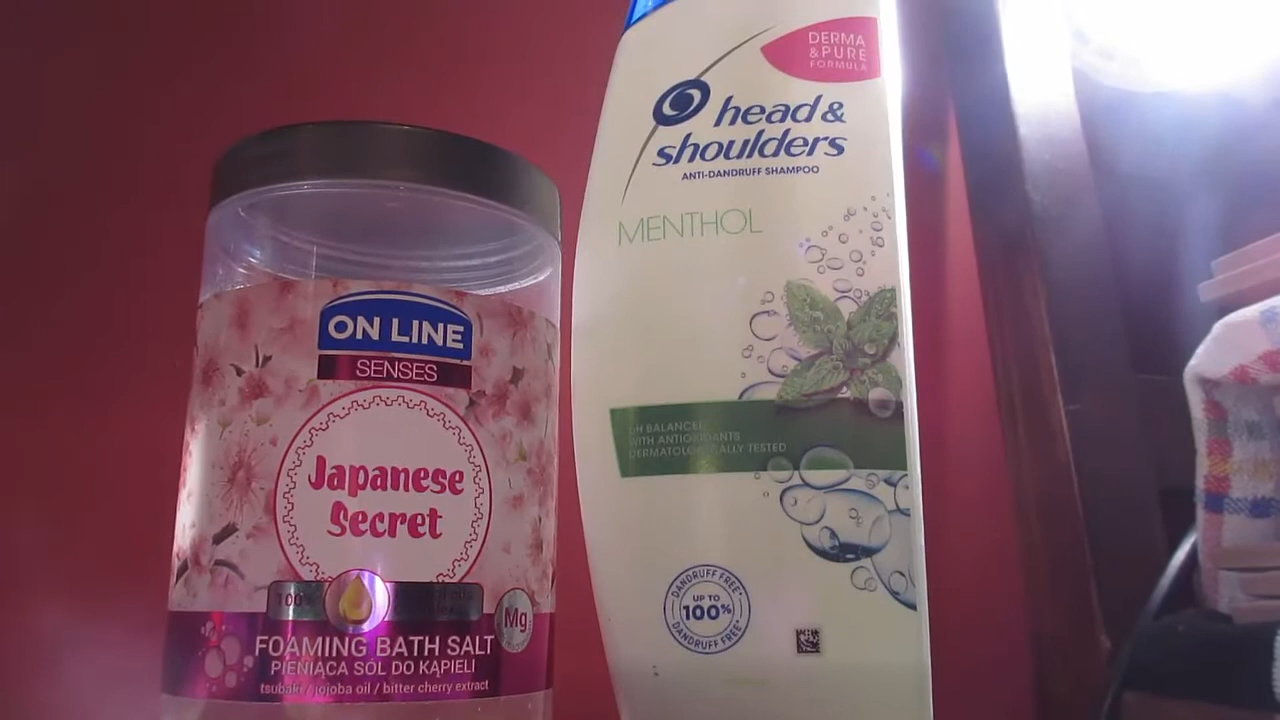 ON LINE
SENSES
Japanese
Secret
100%
Mg
FOAMING BATH SALT
PIENIĄCA SÓL DO KĄPIELI
tsubaki / jojoba oil / bitter cherry extract
DERMA
&PURE
FORMULA
head &
shoulders
ANTI-DANDRUFF SHAMPOO
MENTHOL
PH BALANCED
WITH ANTIOXIDANTS
DERMATOLOGICALLY TESTED
DANDRUFF FREE*
UP TO
100%
DANDRUFF FREE*